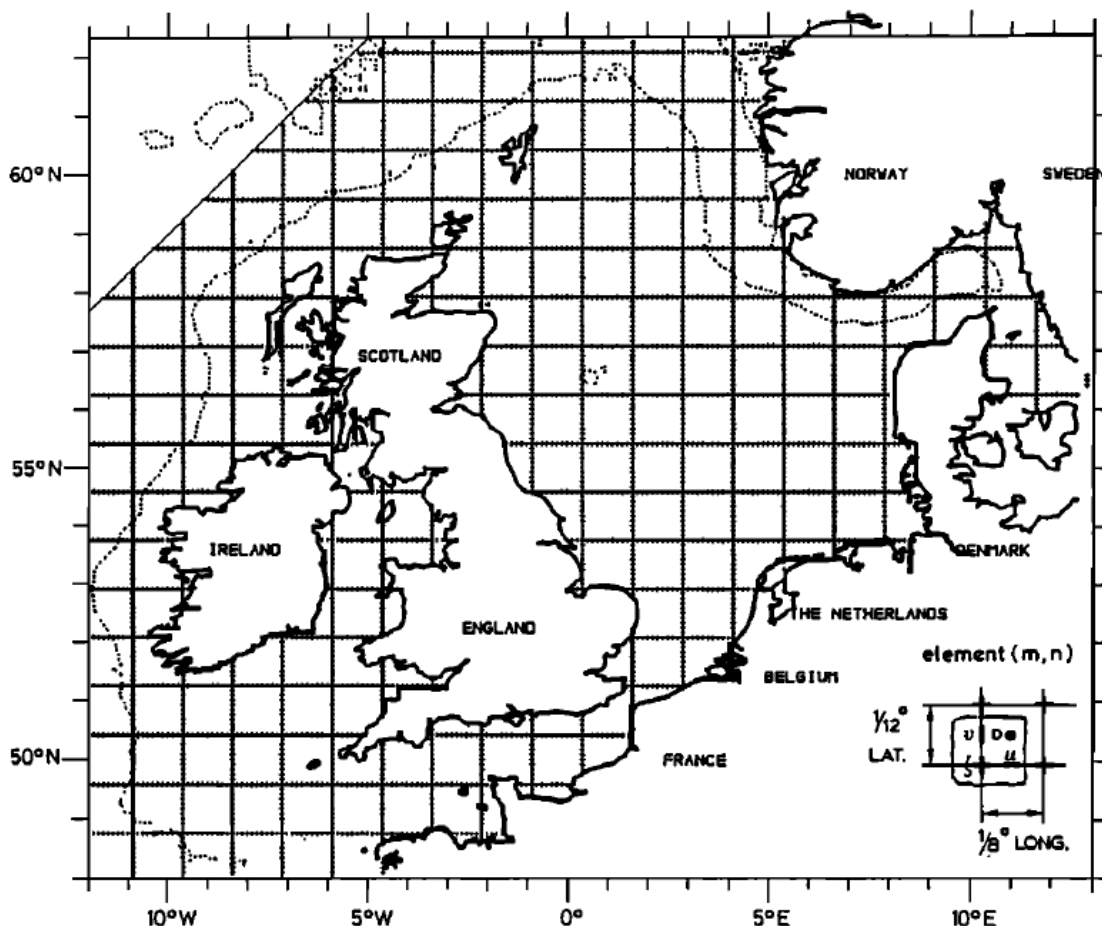 60°N
NORWAY
SWEDEN
SCOTLAND
55°N
IRELAND
DENMARK
ENGLAND
THE NETHERLANDS
element (m,n)
BELGIUM
1/12°
LAT.
υ D
ζ u
50°N
FRANCE
1/8° LONG.
10°W 5°W 0° 5°E 10°E